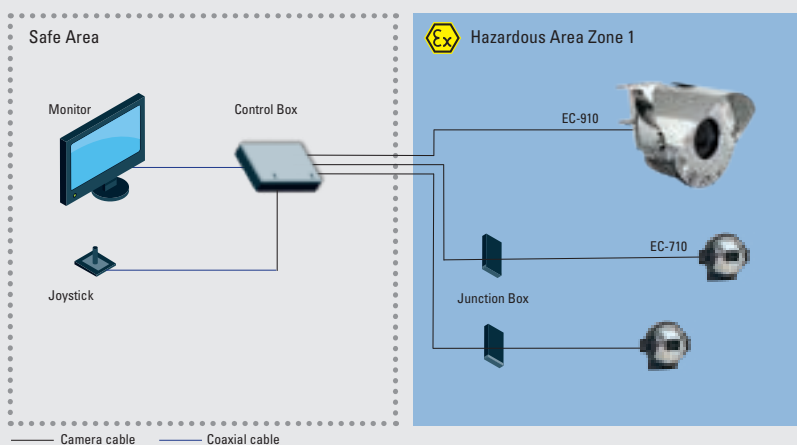 Safe Area
Ex Hazardous Area Zone 1
Monitor
Control Box
EC-910
EC-710
Joystick
Junction Box
Camera cable
Coaxial cable